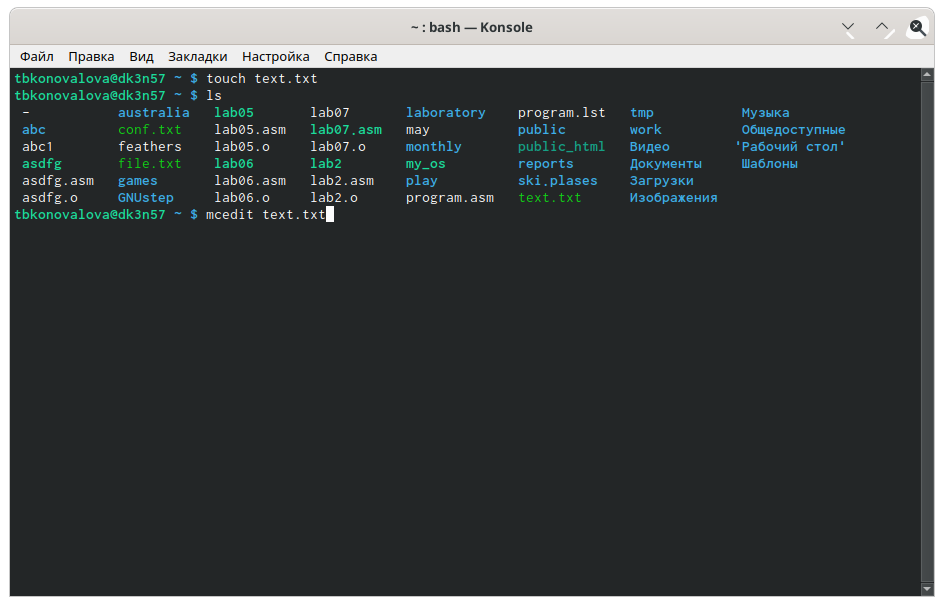 ~ : bash — Konsole
Файл Правка Вид Закладки Настройка Справка
tbkonovalova@dk3n57 ~ $ touch text.txt
tbkonovalova@dk3n57 ~ $ ls
- australia lab05 lab07 laboratory program.lst tmp Музыка
abc conf.txt lab05.asm lab07.asm may public work Общедоступные
abc1 feathers lab05.o lab07.o monthly public_html Видео 'Рабочий стол'
asdfg file.txt lab06 lab2 my_os reports Документы Шаблоны
asdfg.asm games lab06.asm lab2.asm play ski.plases Загрузки
asdfg.o GNUstep lab06.o lab2.o program.asm text.txt Изображения
tbkonovalova@dk3n57 ~ $ mcedit text.txt